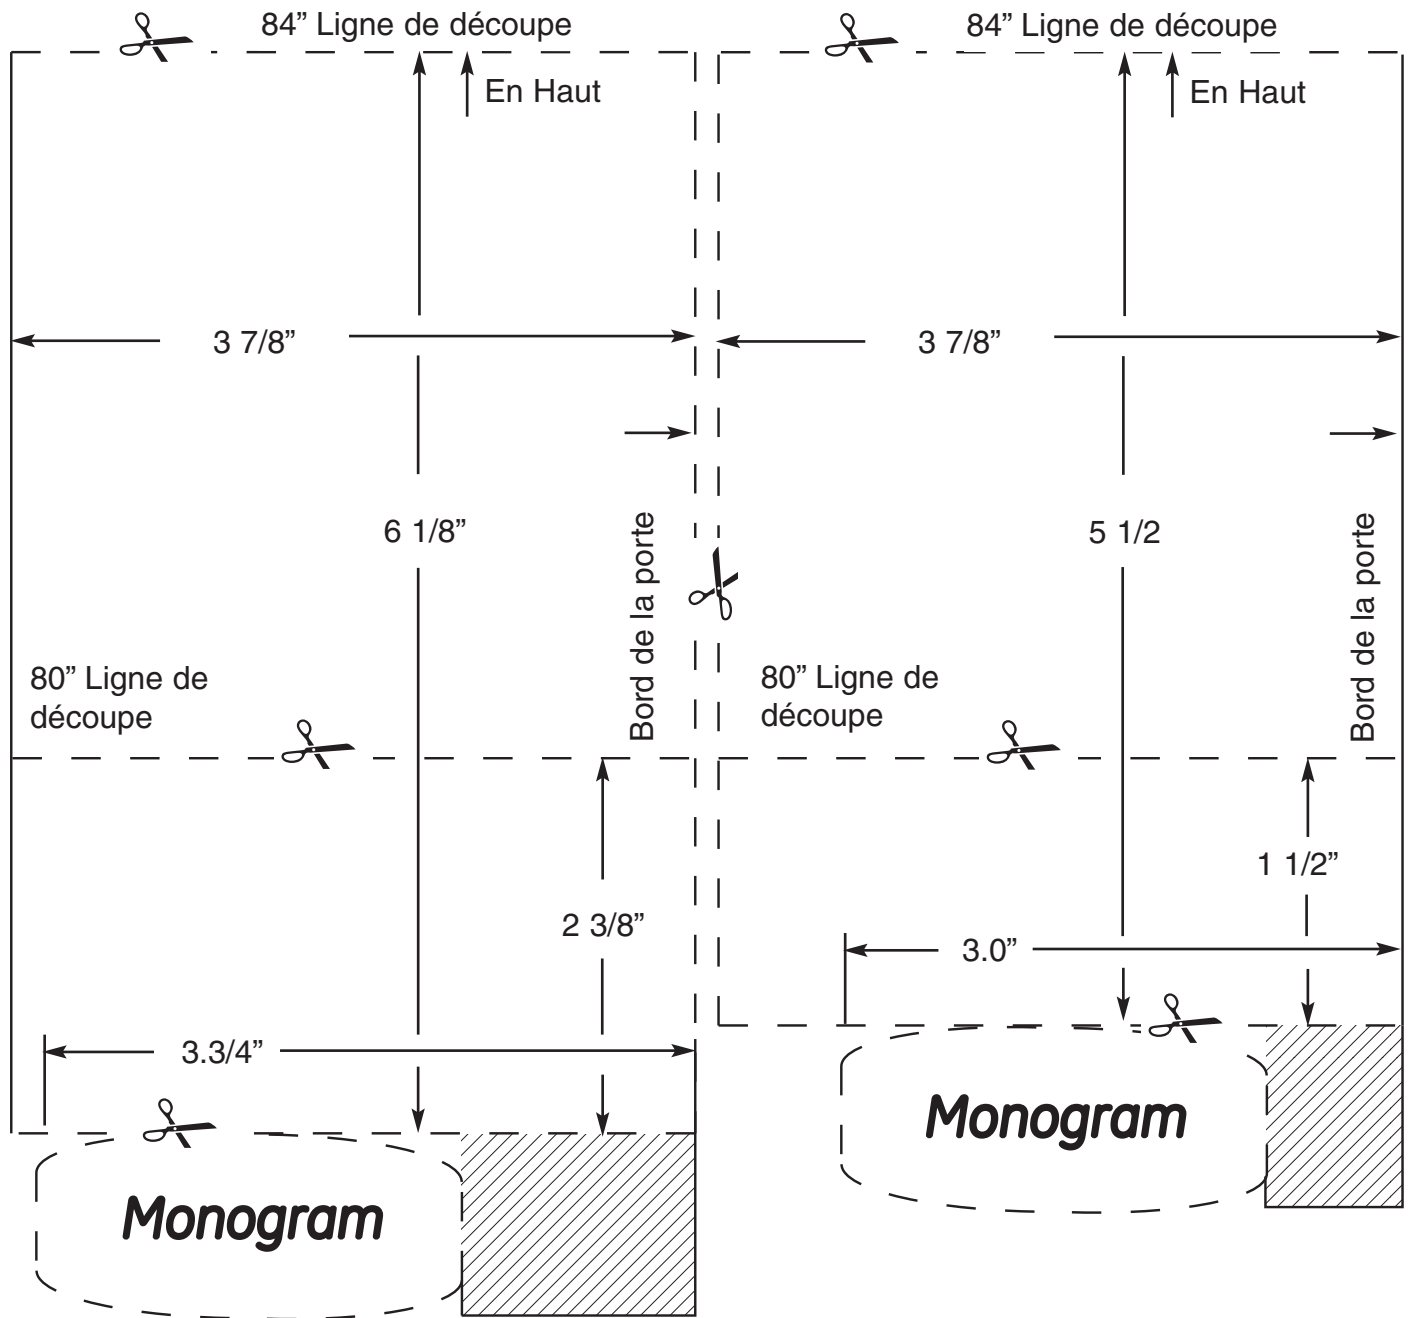 84” Ligne de découpe
En Haut
3 7/8”
6 1/8”
Bord de la porte
80” Ligne de
découpe
2 3/8”
3.3/4”
Monogram
84” Ligne de découpe
En Haut
3 7/8”
5 1/2
Bord de la porte
80” Ligne de
découpe
1 1/2”
3.0”
Monogram